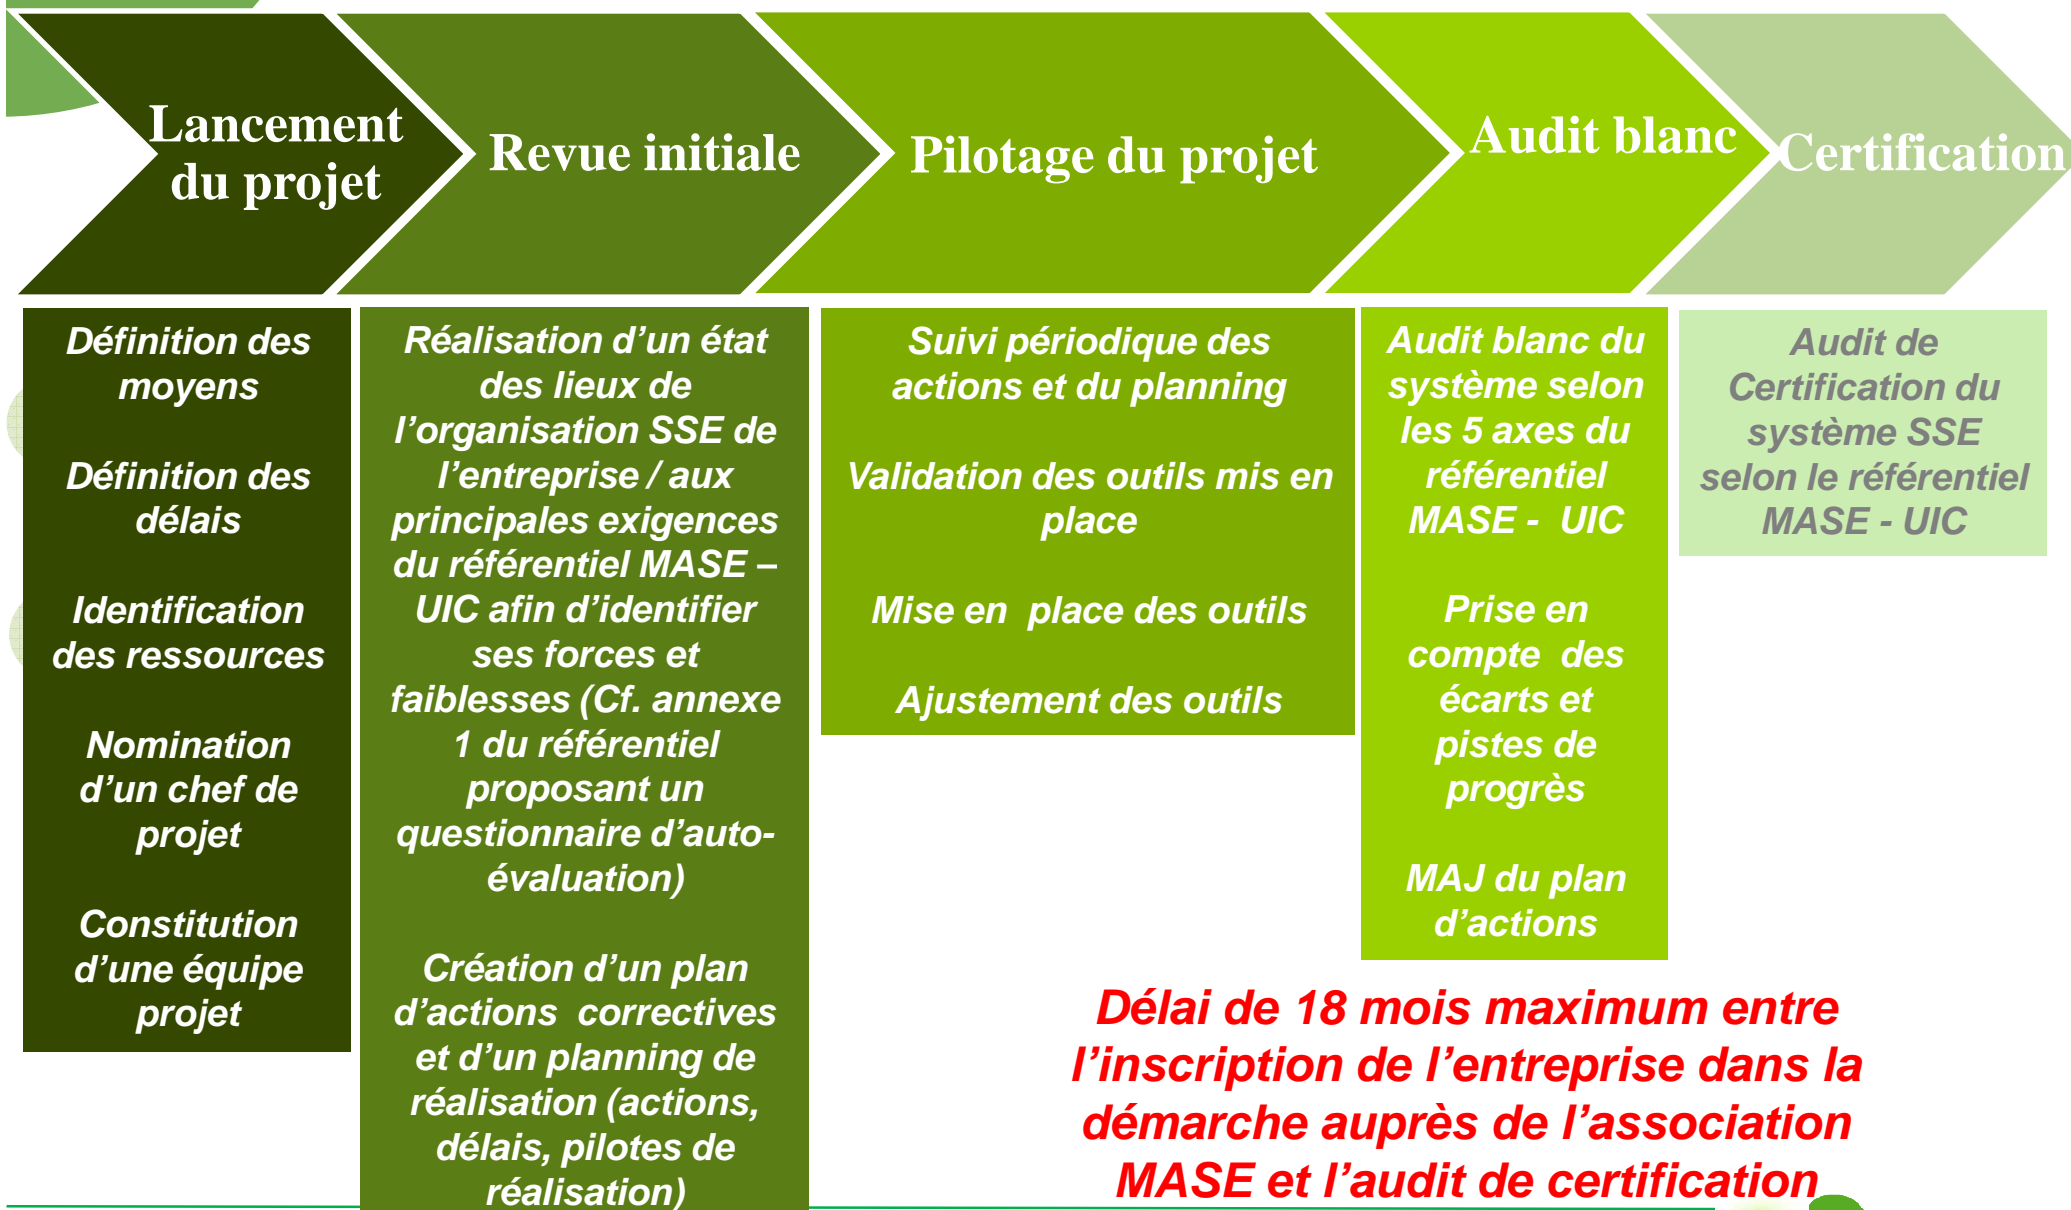 Lancement
du projet
Revue initiale
Pilotage du projet
Audit blanc
Certification
Définition des
moyens
Définition des
délais
Identification
des ressources
Nomination
d’un chef de
projet
Constitution
d’une équipe
projet
Réalisation d’un état
des lieux de
l’organisation SSE de
l’entreprise / aux
principales exigences
du référentiel MASE –
UIC afin d’identifier
ses forces et
faiblesses (Cf. annexe
1 du référentiel
proposant un
questionnaire d’auto-
évaluation)
Création d’un plan
d’actions  correctives
et d’un planning de
réalisation (actions,
délais, pilotes de
réalisation)
Suivi périodique des
actions et du planning
Validation des outils mis en
place
Mise en  place des outils
Ajustement des outils
Audit blanc du
système selon
les 5 axes du
référentiel
MASE -  UIC
Prise en
compte  des
écarts et
pistes de
progrès
MAJ du plan
d’actions
Audit de
Certification du
système SSE
selon le référentiel
MASE - UIC
Délai de 18 mois maximum entre
l’inscription de l’entreprise dans la
démarche auprès de l’association
MASE et l’audit de certification